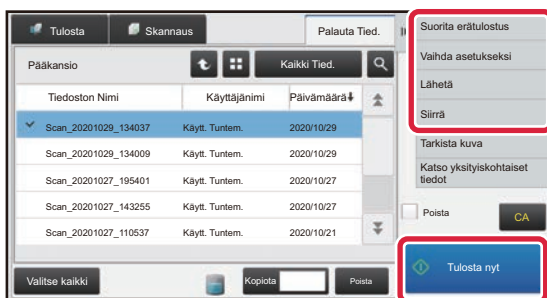 Tulosta
Skannaus
Palauta Tied.
Pääkansio
Kaikki Tied.
Tiedoston Nimi
Käyttäjänimi
Päivämäärä
Scan_20201029_134037 Käytt. Tuntem. 2020/10/29
Scan_20201029_134009 Käytt. Tuntem. 2020/10/29
Scan_20201027_195401 Käytt. Tuntem. 2020/10/27
Scan_20201027_143255 Käytt. Tuntem. 2020/10/27
Scan_20201027_110537 Käytt. Tuntem. 2020/10/21
Valitse kaikki
Kopiota
Poista
Suorita erätulostus
Vaihda asetukseksi
Lähetä
Siirrä
Tarkista kuva
Katso yksityiskohtaiset
tiedot
Poista
CA
Tulosta nyt